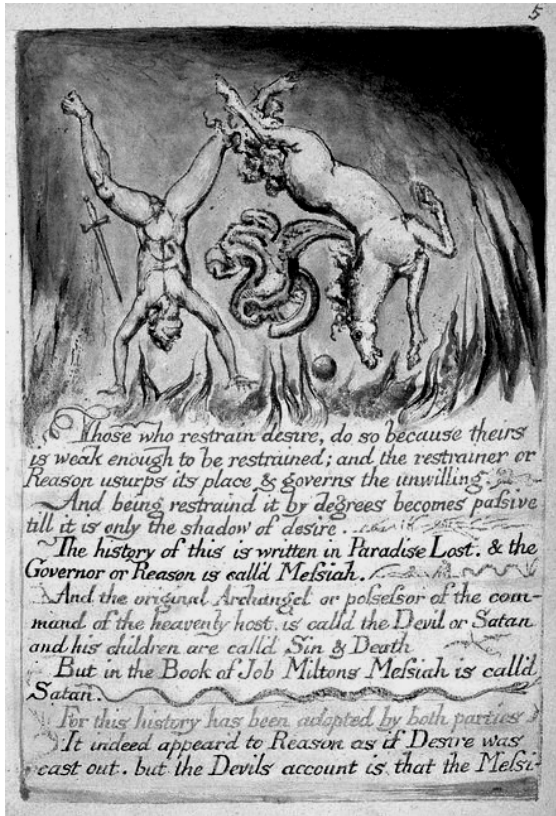 5
Those who restrain desire, do so because theirs
is weak enough to be restrained; and the restrainer or
Reason usurps its place & governs the unwilling.
And being restraind it by degrees becomes paſsive
till it is only the shadow of desire.
The history of this is written in Paradise Lost. & the
Governor or Reason is calld Meſsiah.
And the original Archangel or poſseſsor of the com-
mand of the heavenly host. is calld the Devil or Satan
and his children are calld Sin & Death
But in the Book of Job Miltons Meſsiah is calld
Satan.
For this history has been adopted by both parties
It indeed appeard to Reason as if Desire was
cast out. but the Devils account is that the Meſsi-